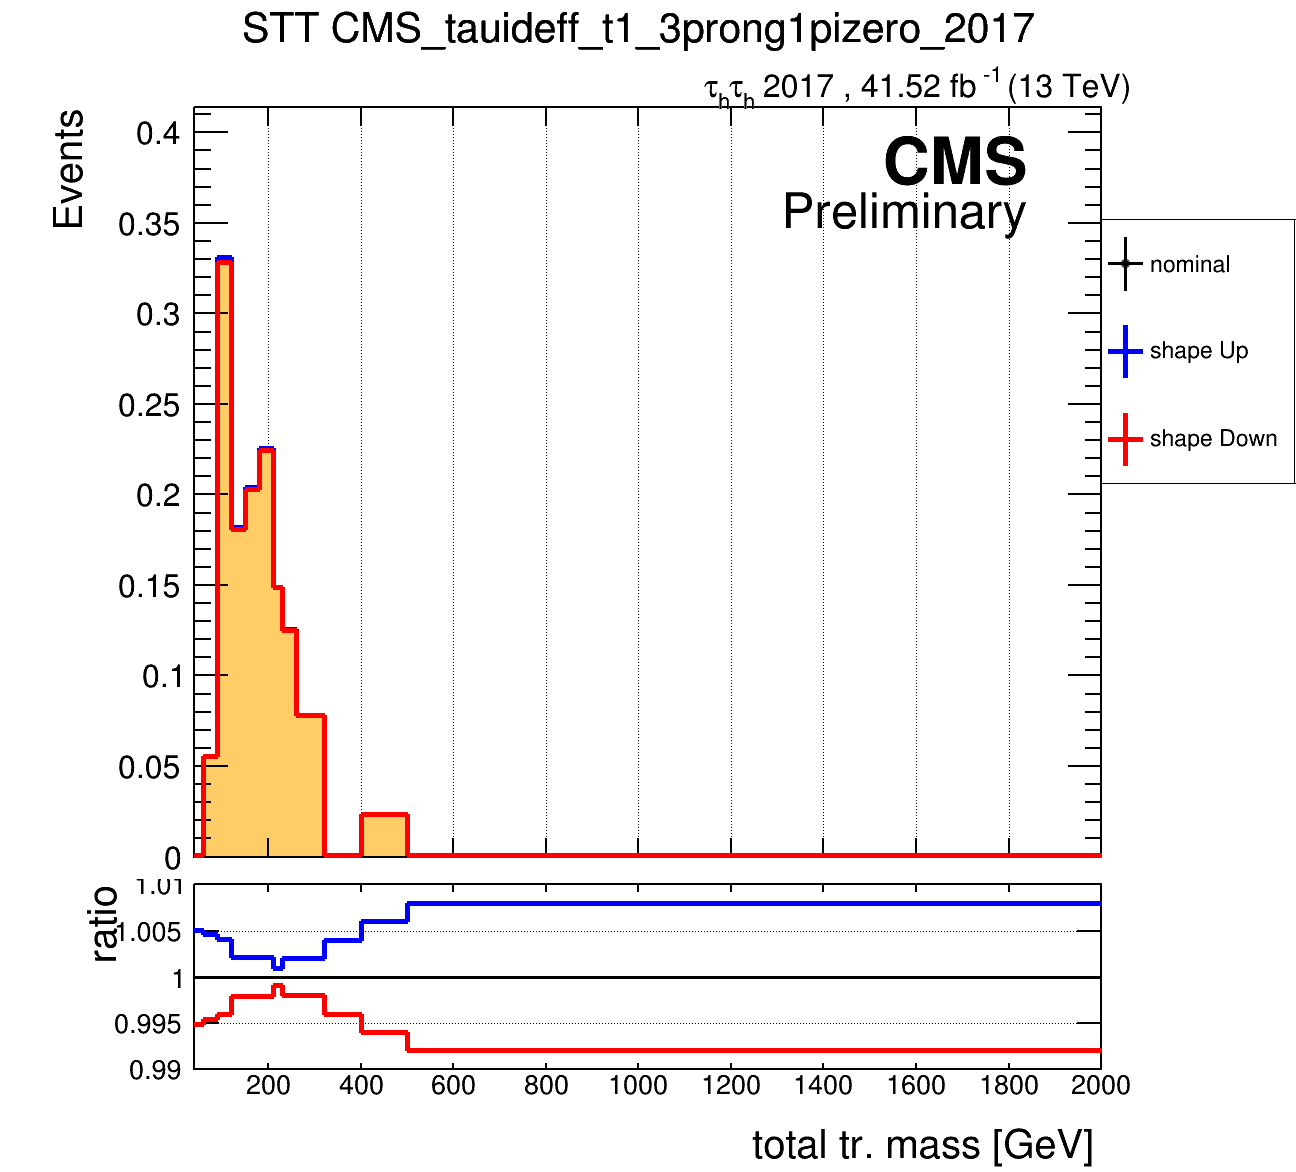 STT CMS_tauideff_t1_3prong1pizero_2017
τhτh 2017 , 41.52 fb -1 (13 TeV)
Events
0.4
0.35
0.3
0.25
0.2
0.15
0.1
0.05
0
CMS
Preliminary
nominal
shape Up
shape Down
ratio
1.01
1.005
1
0.995
0.99
200 400 600 800 1000 1200 1400 1600 1800 2000
total tr. mass [GeV]